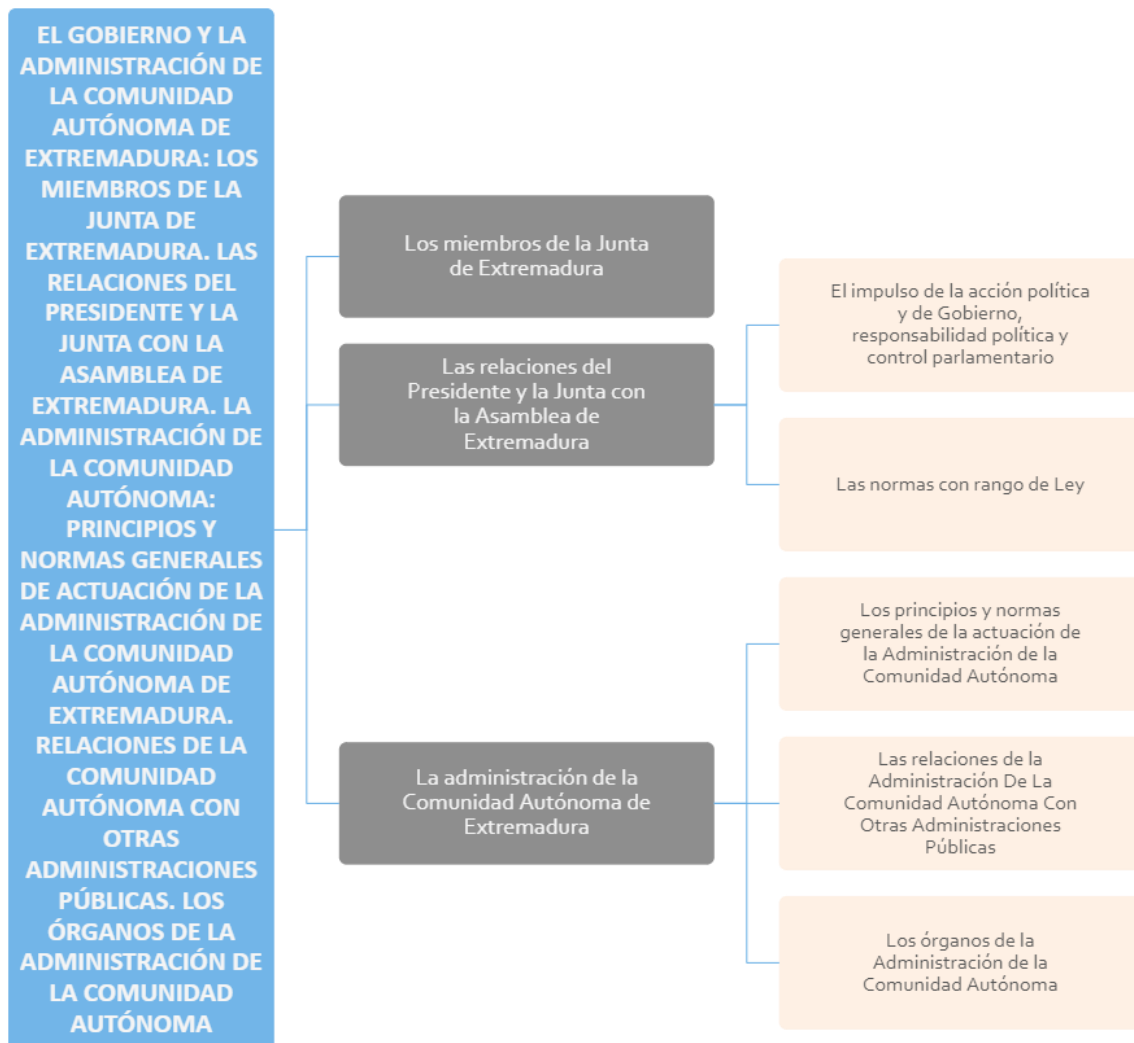 EL GOBIERNO Y LA
ADMINISTRACIÓN DE
LA COMUNIDAD
AUTÓNOMA DE
EXTREMADURA: LOS
MIEMBROS DE LA
JUNTA DE
EXTREMADURA. LAS
RELACIONES DEL
PRESIDENTE Y LA
JUNTA CON LA
ASAMBLEA DE
EXTREMADURA. LA
ADMINISTRACIÓN DE
LA COMUNIDAD
AUTÓNOMA:
PRINCIPIOS Y
NORMAS GENERALES
DE ACTUACIÓN DE LA
ADMINISTRACIÓN DE
LA COMUNIDAD
AUTÓNOMA DE
EXTREMADURA.
RELACIONES DE LA
COMUNIDAD
AUTÓNOMA CON
OTRAS
ADMINISTRACIONES
PÚBLICAS. LOS
ÓRGANOS DE LA
ADMINISTRACIÓN DE
LA COMUNIDAD
AUTÓNOMA
Los miembros de la Junta
de Extremadura
Las relaciones del
Presidente y la Junta con
la Asamblea de
Extremadura
El impulso de la acción política
y de Gobierno,
responsabilidad política y
control parlamentario
Las normas con rango de Ley
La administración de la
Comunidad Autónoma de
Extremadura
Los principios y normas
generales de la actuación de
la Administración de la
Comunidad Autónoma
Las relaciones de la
Administración De La
Comunidad Autónoma Con
Otras Administraciones
Públicas
Los órganos de la
Administración de la
Comunidad Autónoma